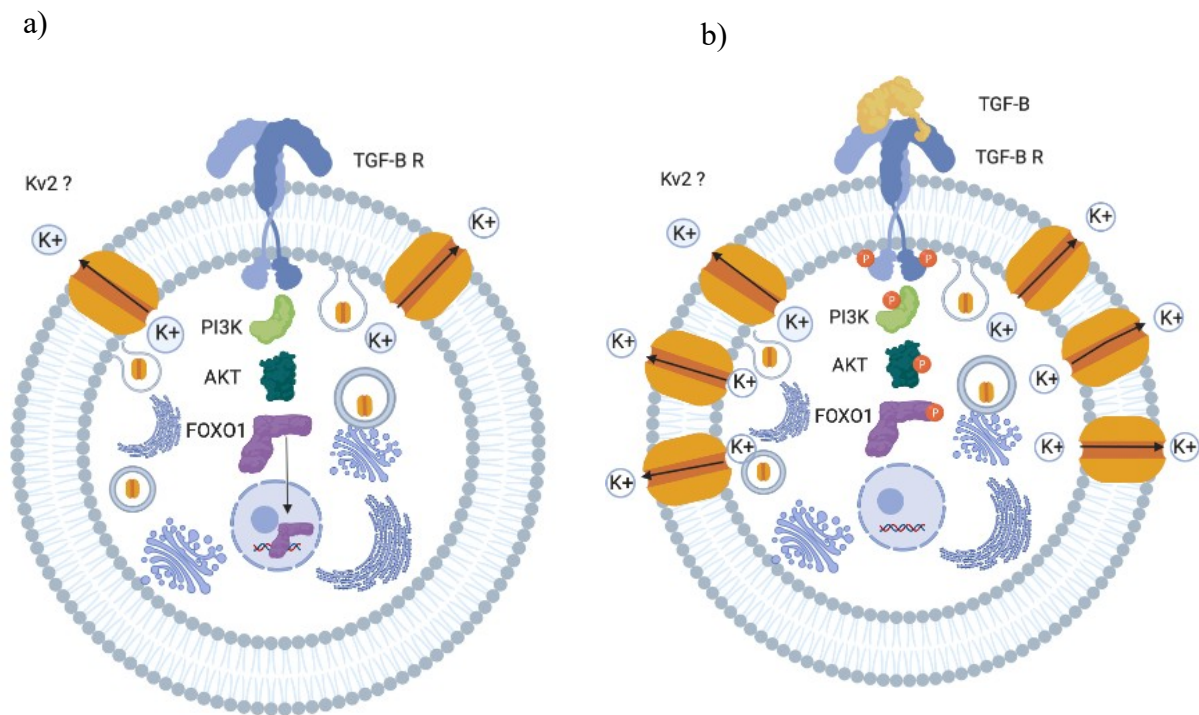 a)
TGF-B R
Kv2 ?
K+
K+
K+
K+
PI3K
AKT
FOXO1
b)
TGF-B
TGF-B R
Kv2 ?
K+
K+
P
P
P
PI3K
K+
K+
K+
K+
AKT
P
K+
K+
FOXO1
P
K+
K+
K+
K+